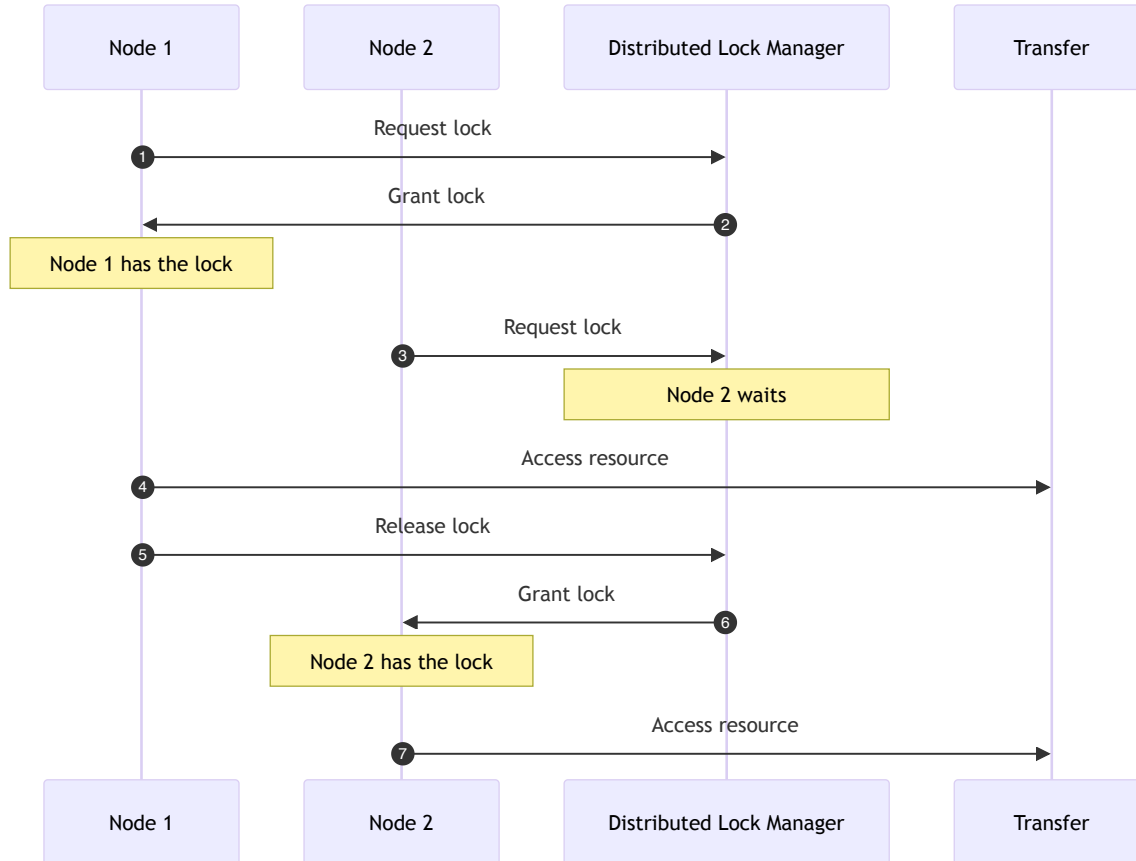 Node 1
Node 2
Distributed Lock Manager
Transfer
Request lock
1
Grant lock
2
Node 1 has the lock
Request lock
3
Node 2 waits
Access resource
4
Release lock
5
Grant lock
6
Node 2 has the lock
Access resource
7
Node 1
Node 2
Distributed Lock Manager
Transfer